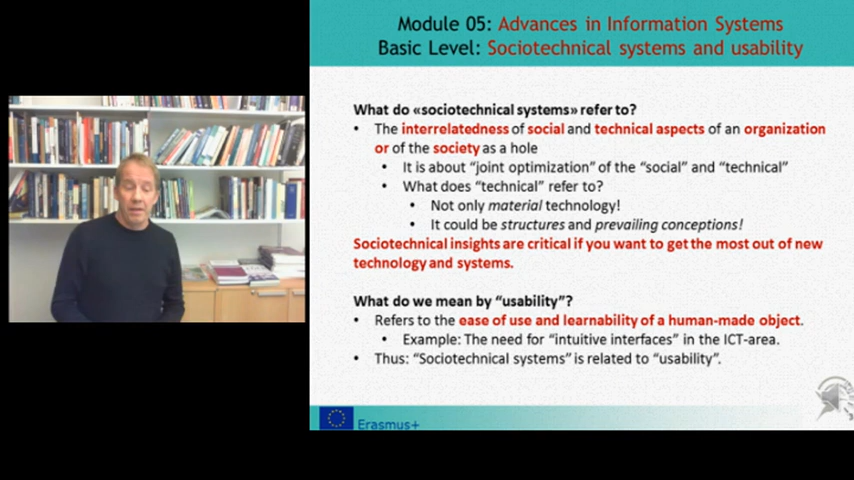 Module 05: Advances in Information Systems
Basic Level: Sociotechnical systems and usability
What do «sociotechnical systems» refer to?
• The interrelatedness of social and technical aspects of an organization
or of the society as a hole
• It is about "joint optimization" of the "social" and "technical"
• What does "technical" refer to?
• Not only material technology!
• It could be structures and prevailing conceptions!
Sociotechnical insights are critical if you want to get the most out of new
technology and systems.
What do we mean by "usability"?
• Refers to the ease of use and learnability of a human-made object.
• Example: The need for "intuitive interfaces" in the ICT-area.
• Thus: "Sociotechnical systems" is related to "usability".
Erasmus+